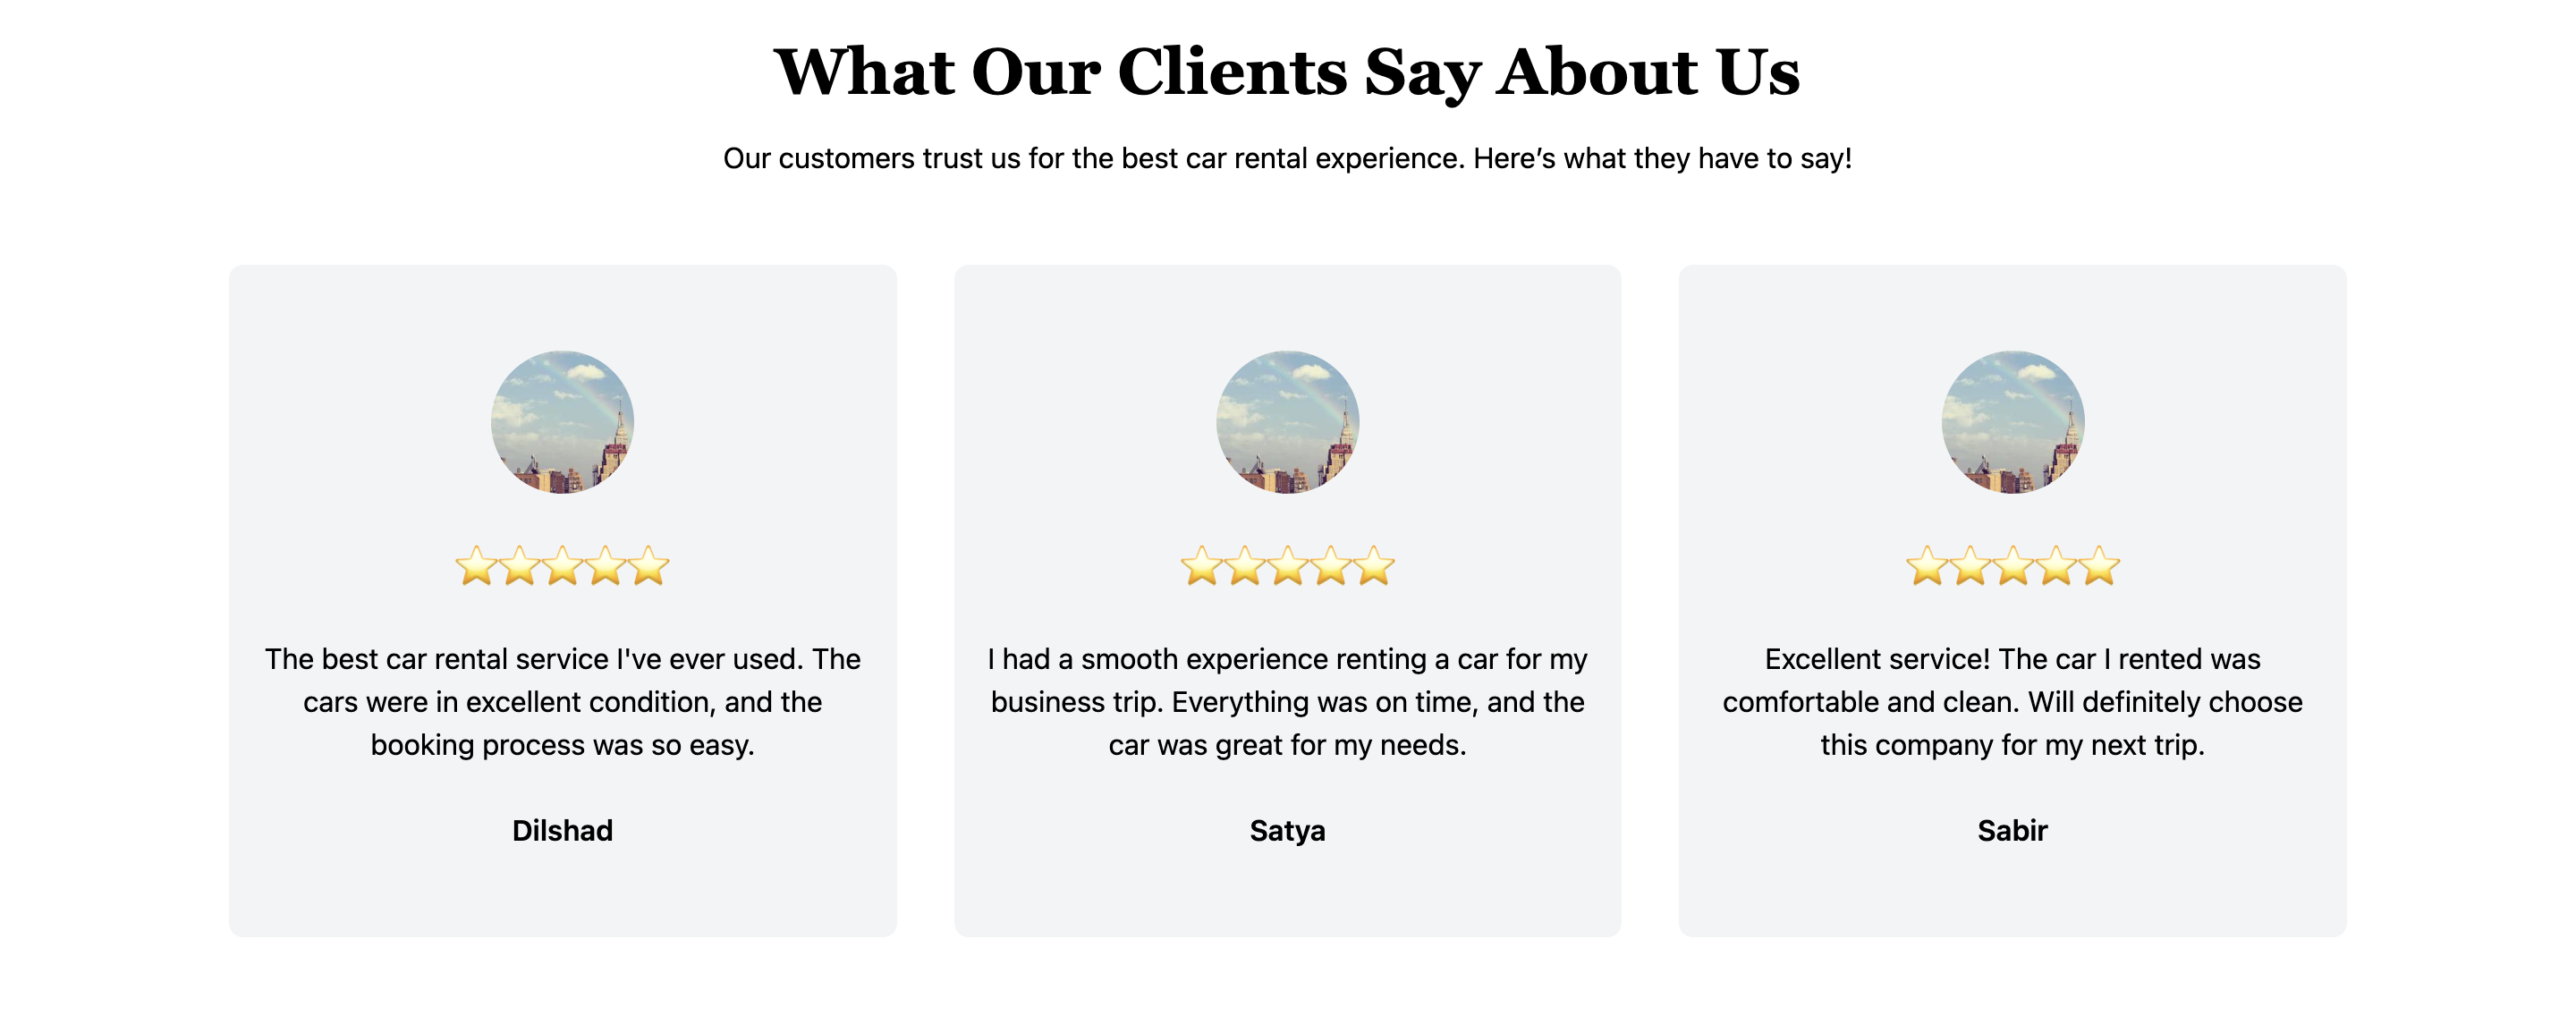 What Our Clients Say About Us
Our customers trust us for the best car rental experience. Here’s what they have to say!
⭐⭐⭐⭐⭐
The best car rental service I've ever used. The
cars were in excellent condition, and the
booking process was so easy.
Dilshad
⭐⭐⭐⭐⭐
I had a smooth experience renting a car for my
business trip. Everything was on time, and the
car was great for my needs.
Satya
⭐⭐⭐⭐⭐
Excellent service! The car I rented was
comfortable and clean. Will definitely choose
this company for my next trip.
Sabir